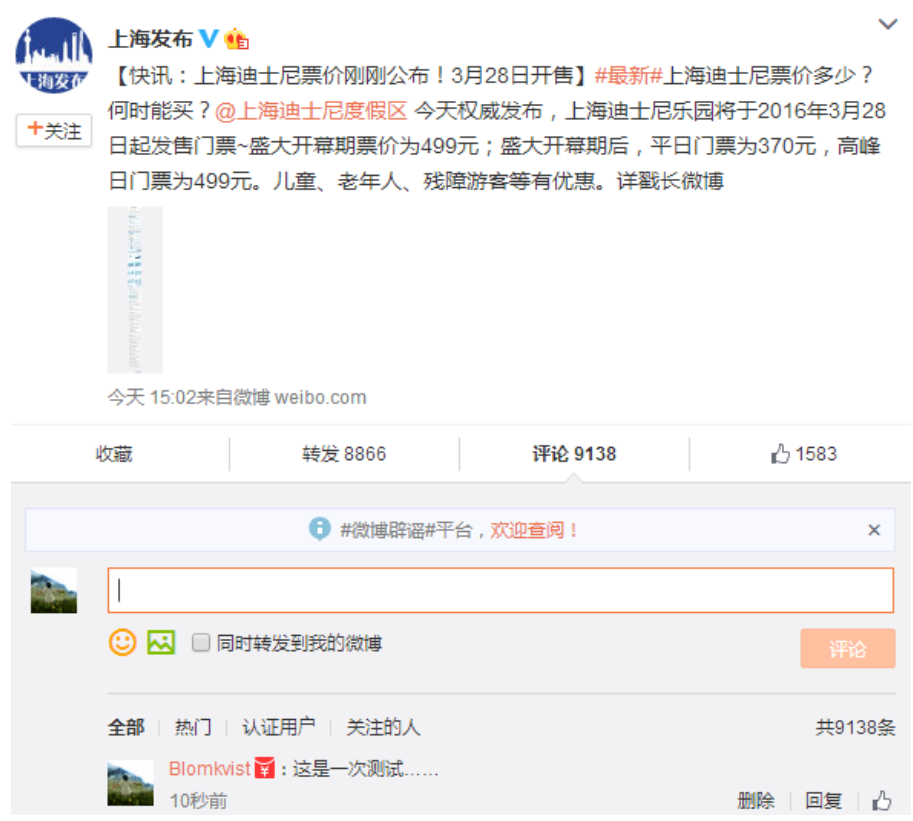 上海发布
【快讯：上海迪士尼票价刚刚公布！3月28日开售】#最新#上海迪士尼票价多少？
何时能买？@上海迪士尼度假区 今天权威发布，上海迪士尼乐园将于2016年3月28
日起发售门票~盛大开幕期票价为499元；盛大开幕期后，平日门票为370元，高峰
日门票为499元。儿童、老年人、残障游客等有优惠。详戳长微博
上海发布
+关注
今天 15:02来自微博 weibo.com
收藏 转发 8866 评论 9138 1583
#微博辟谣#平台，欢迎查阅！
同时转发到我的微博
评论
全部 热门 认证用户 关注的人 共9138条
Blomkvist：这是一次测试……
10秒前 删除 回复